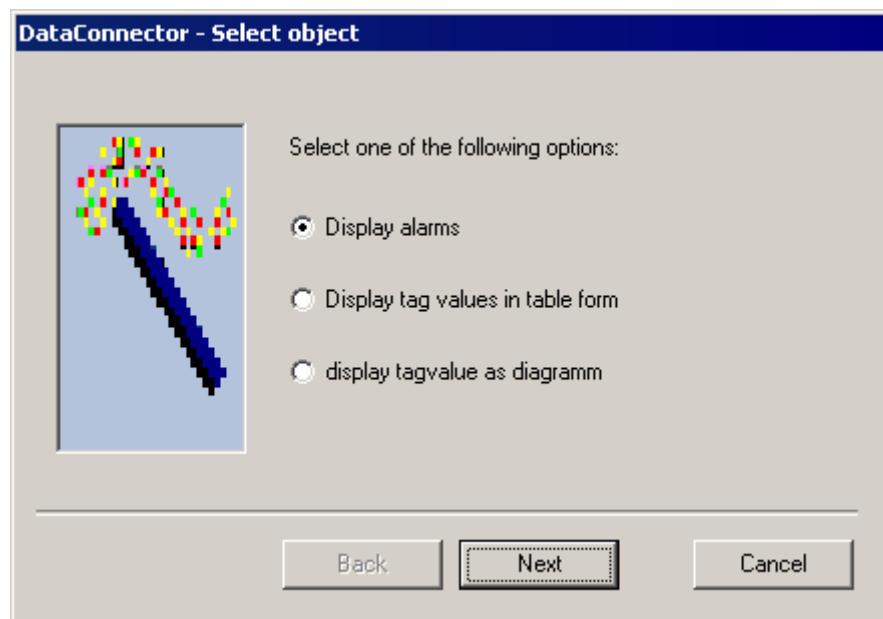 DataConnector - Select object
Select one of the following options:
Display alarms
Display tag values in table form
display tagvalue as diagramm
Back Next Cancel